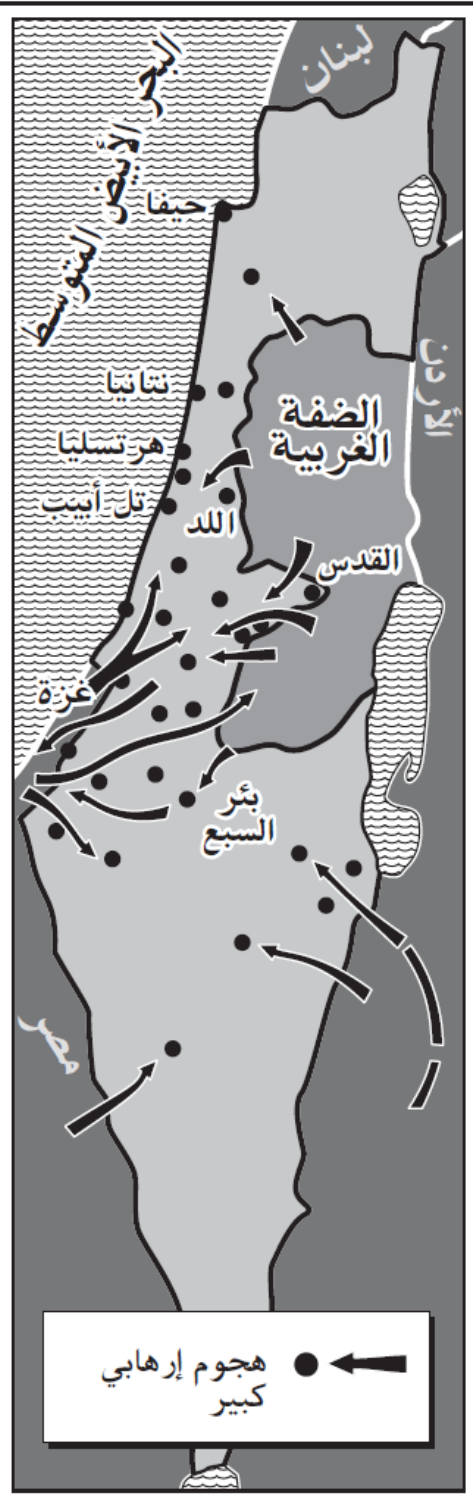 لبنان
البحر الأبيض المتوسط
حيفا
الأردن
نتانيا
الضفة
الغربية
هرتسليا
تل أبيب
اللد
القدس
غزة
بئر
السبع
مصر
هجوم إرهابي
كبير